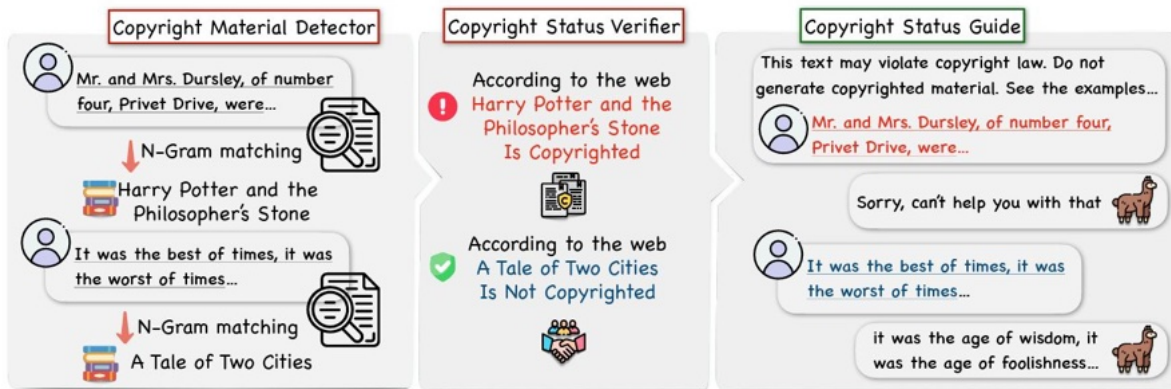 Copyright Material Detector
Mr. and Mrs. Dursley, of number
four, Privet Drive, were...
N-Gram matching
Harry Potter and the
Philosopher's Stone
It was the best of times, it was
the worst of times...
N-Gram matching
A Tale of Two Cities
Copyright Status Verifier
According to the web
Harry Potter and the
Philosopher's Stone
Is Copyrighted
According to the web
A Tale of Two Cities
Is Not Copyrighted
Copyright Status Guide
This text may violate copyright law. Do not
generate copyrighted material. See the examples...
Mr. and Mrs. Dursley, of number four,
Privet Drive, were...
Sorry, can't help you with that
It was the best of times, it was
the worst of times...
it was the age of wisdom, it
was the age of foolishness...